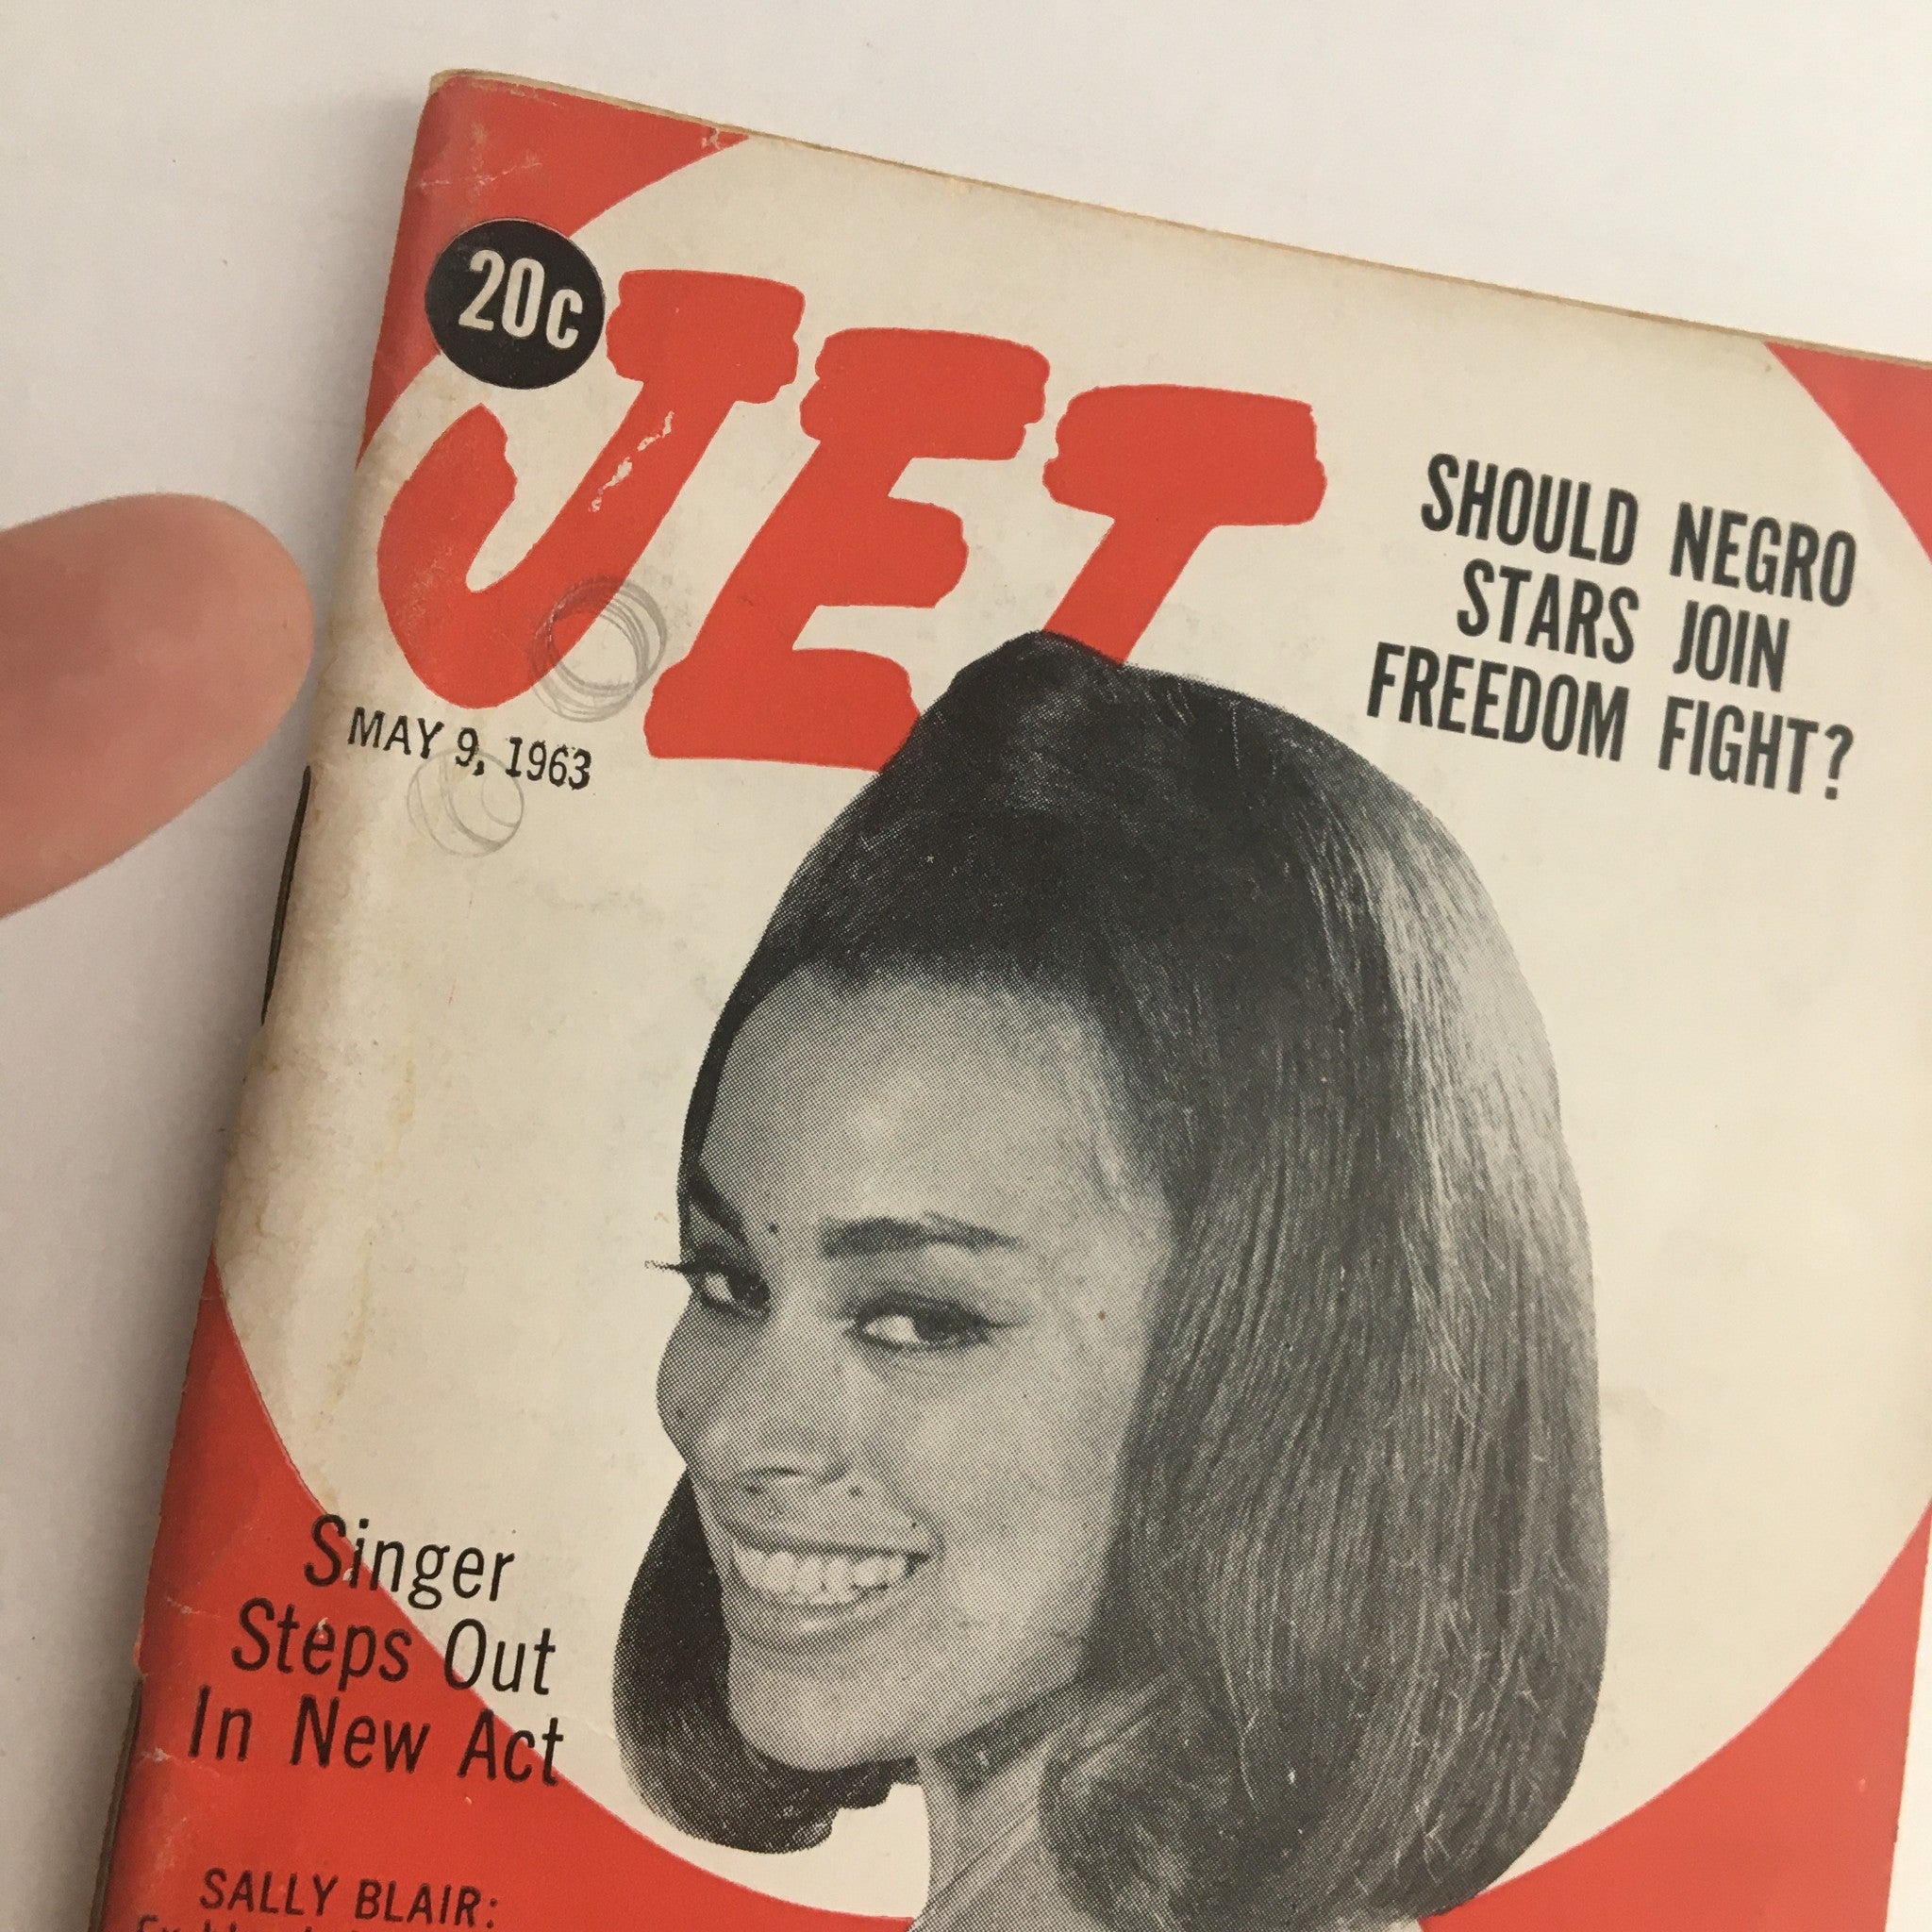 20c
JET
MAY 9, 1963
SHOULD NEGRO
STARS JOIN
FREEDOM FIGHT?
Singer
Steps Out
In New Act
SALLY BLAIR: